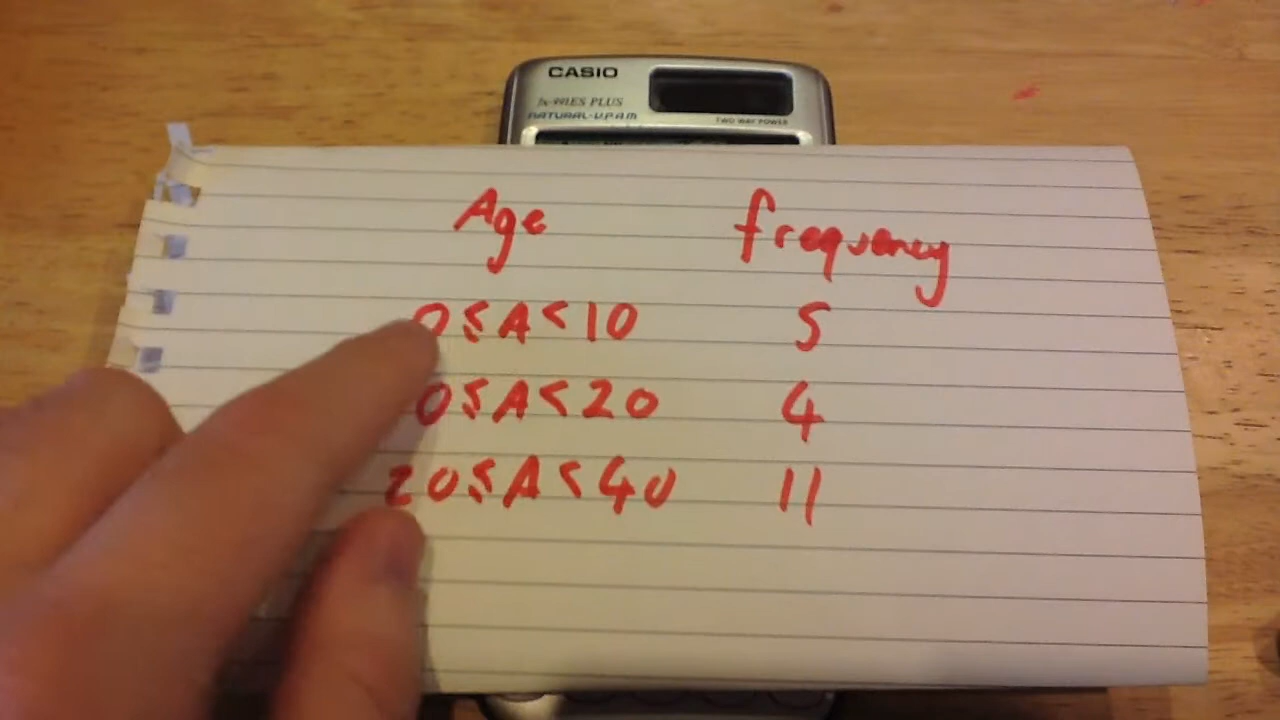 CASIO
fx-991ES PLUS
NATURAL-V.P.A.M.
TWO WAY POWER
Age frequency
0≤A<10 5
0≤A<20 4
20≤A<40 11